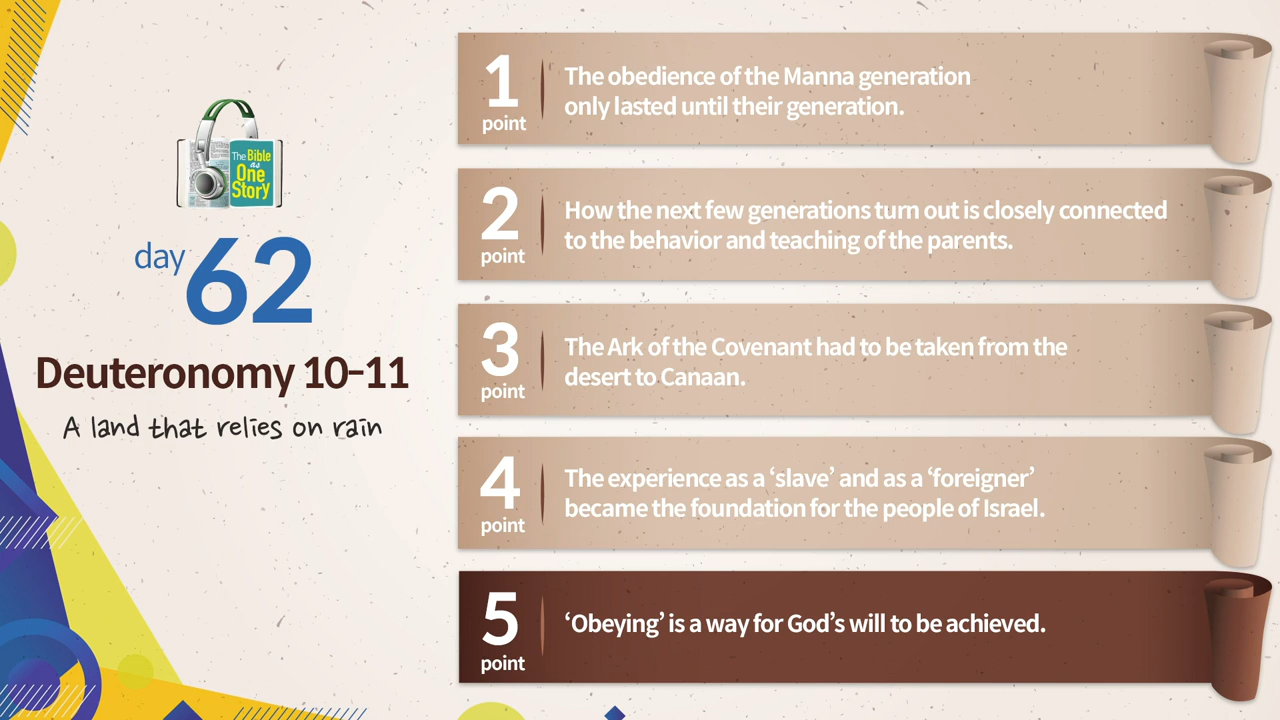 The Bible
as
One
Story
day 62
Deuteronomy 10-11
A land that relies on rain
1
point
The obedience of the Manna generation
only lasted until their generation.
2
point
How the next few generations turn out is closely connected
to the behavior and teaching of the parents.
3
point
The Ark of the Covenant had to be taken from the
desert to Canaan.
4
point
The experience as a ‘slave’ and as a ‘foreigner’
became the foundation for the people of Israel.
5
point
‘Obeying’ is a way for God’s will to be achieved.